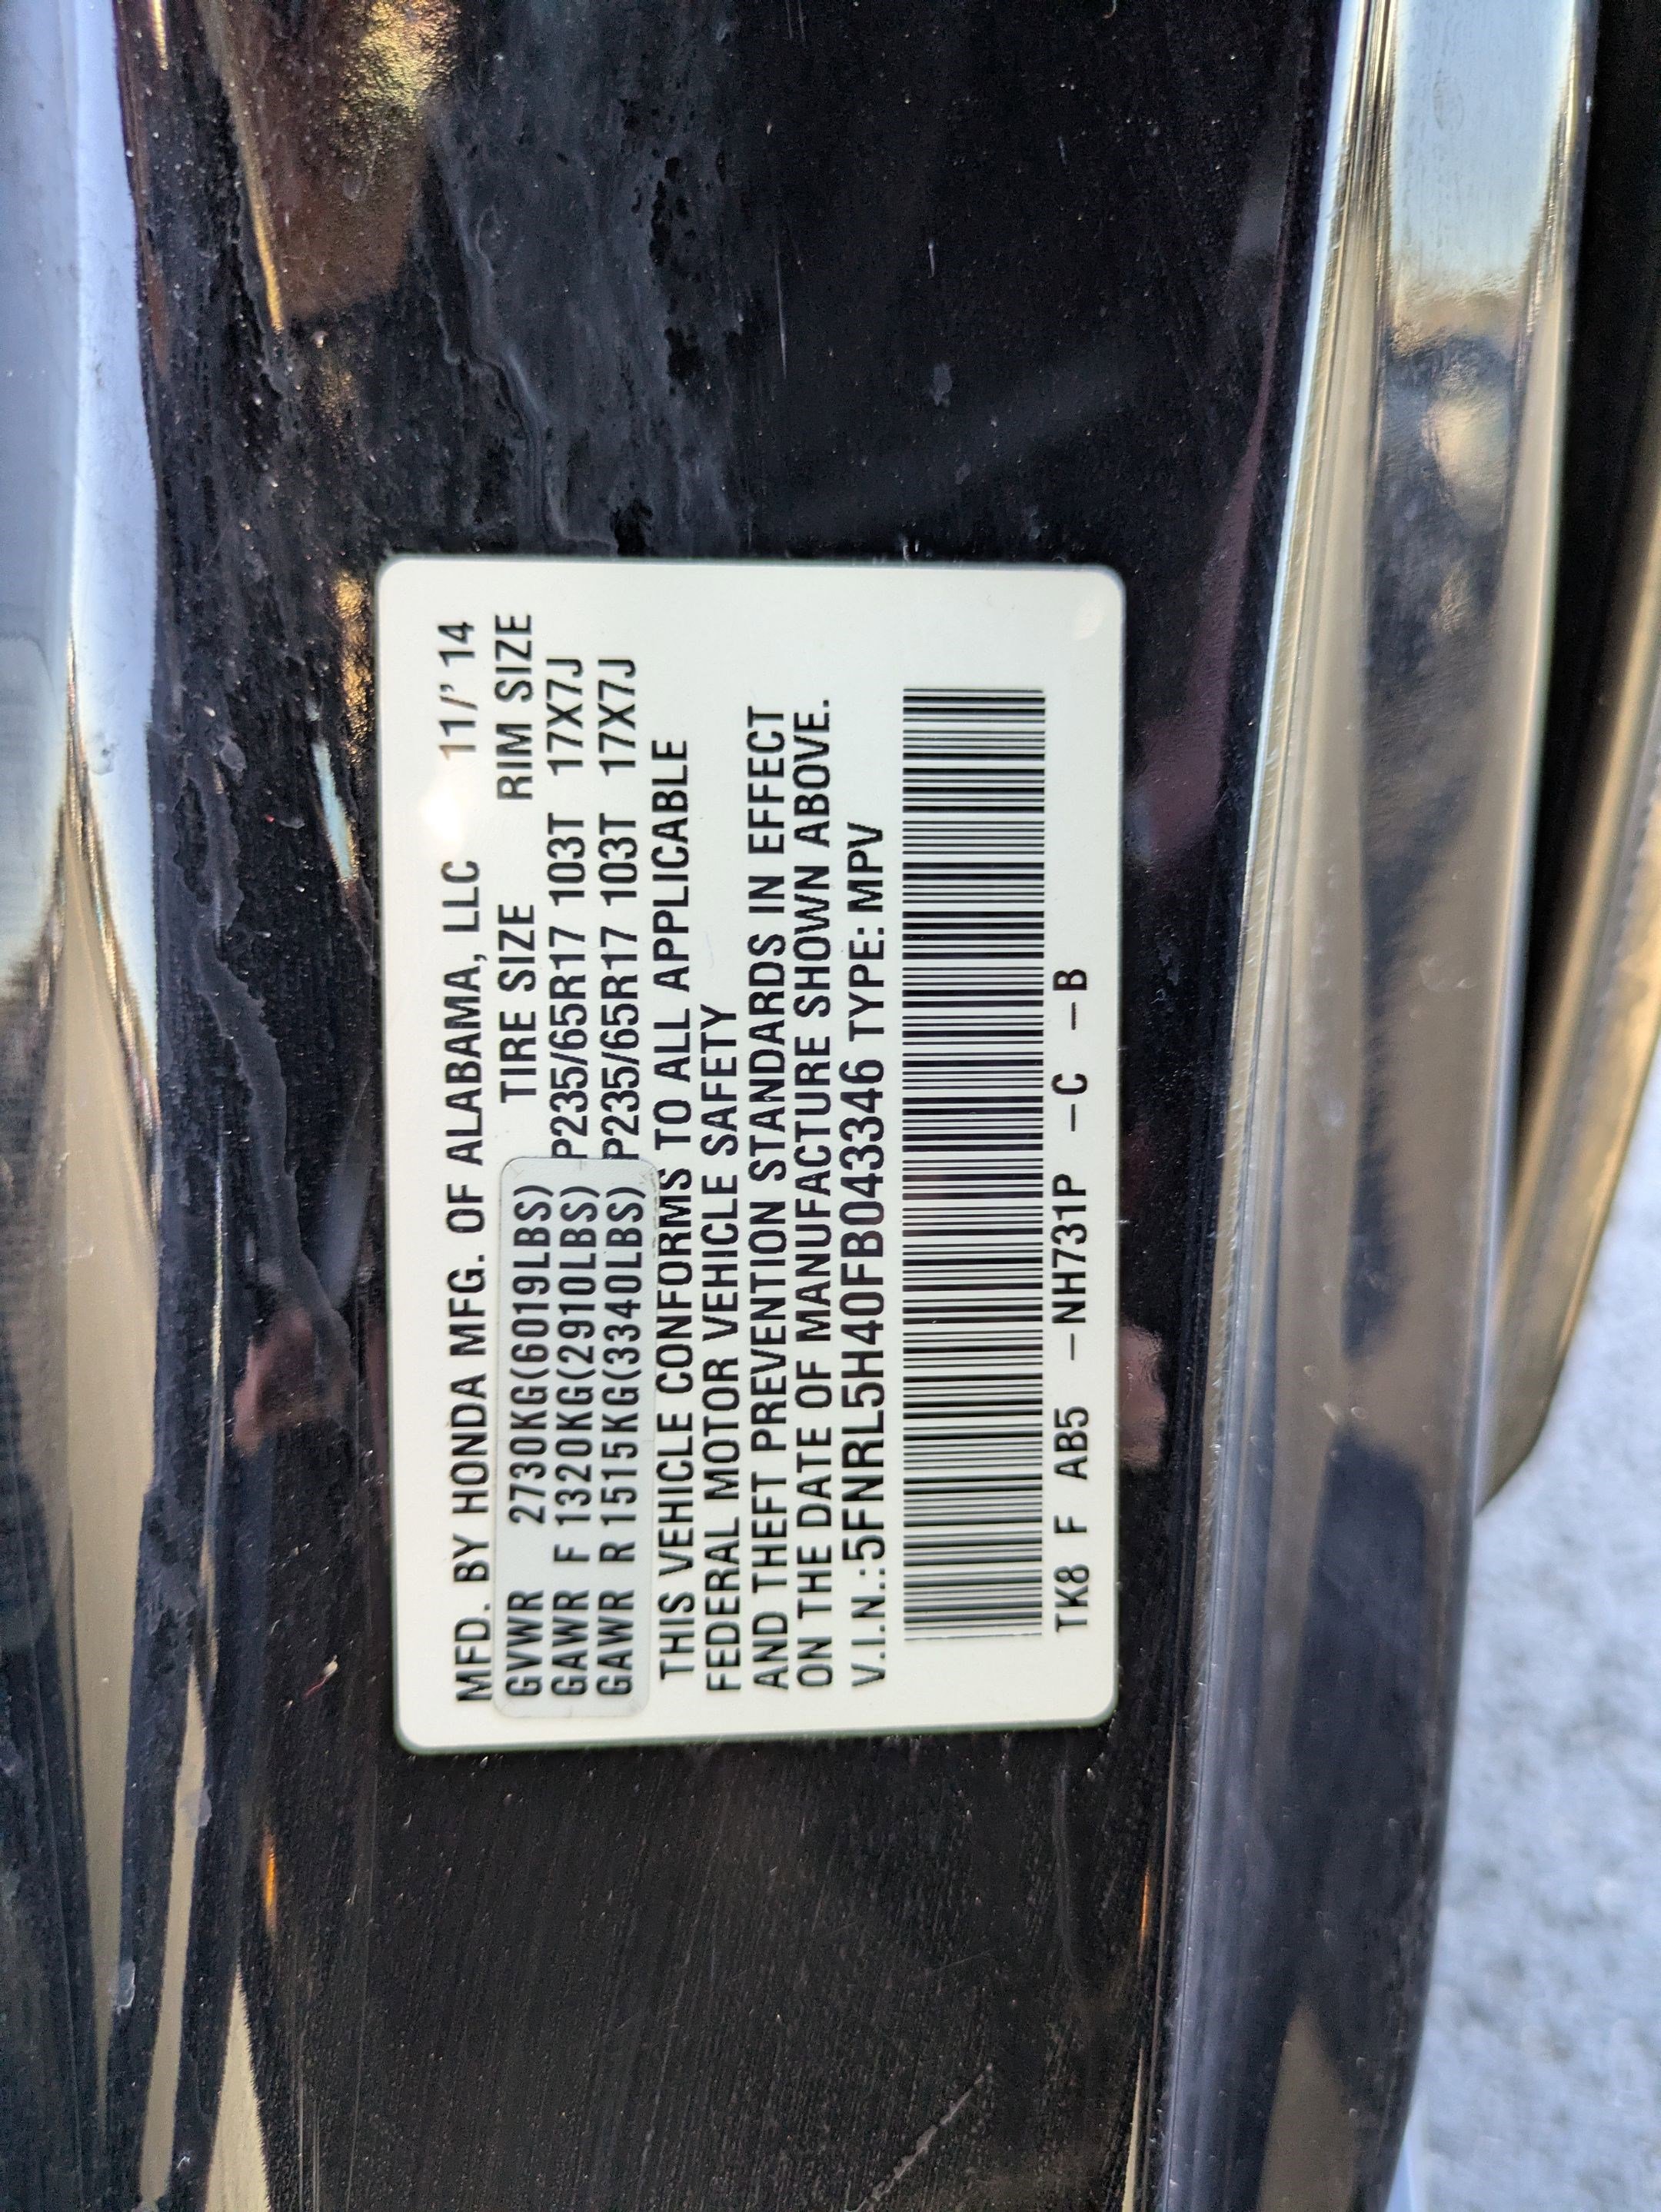 MFD. BY HONDA MFG. OF ALABAMA, LLC 11/'14
TIRE SIZE RIM SIZE
GVWR 2730KG(6019LBS)
GAWR F 1320KG(2910LBS) P235/65R17 103T 17X7J
GAWR R 1515KG(3340LBS) P235/65R17 103T 17X7J
THIS VEHICLE CONFORMS TO ALL APPLICABLE
FEDERAL MOTOR VEHICLE SAFETY
AND THEFT PREVENTION STANDARDS IN EFFECT
ON THE DATE OF MANUFACTURE SHOWN ABOVE.
V.I.N.:5FNRL5H40FB043346 TYPE: MPV
TK8 F AB5 -NH731P -C -B